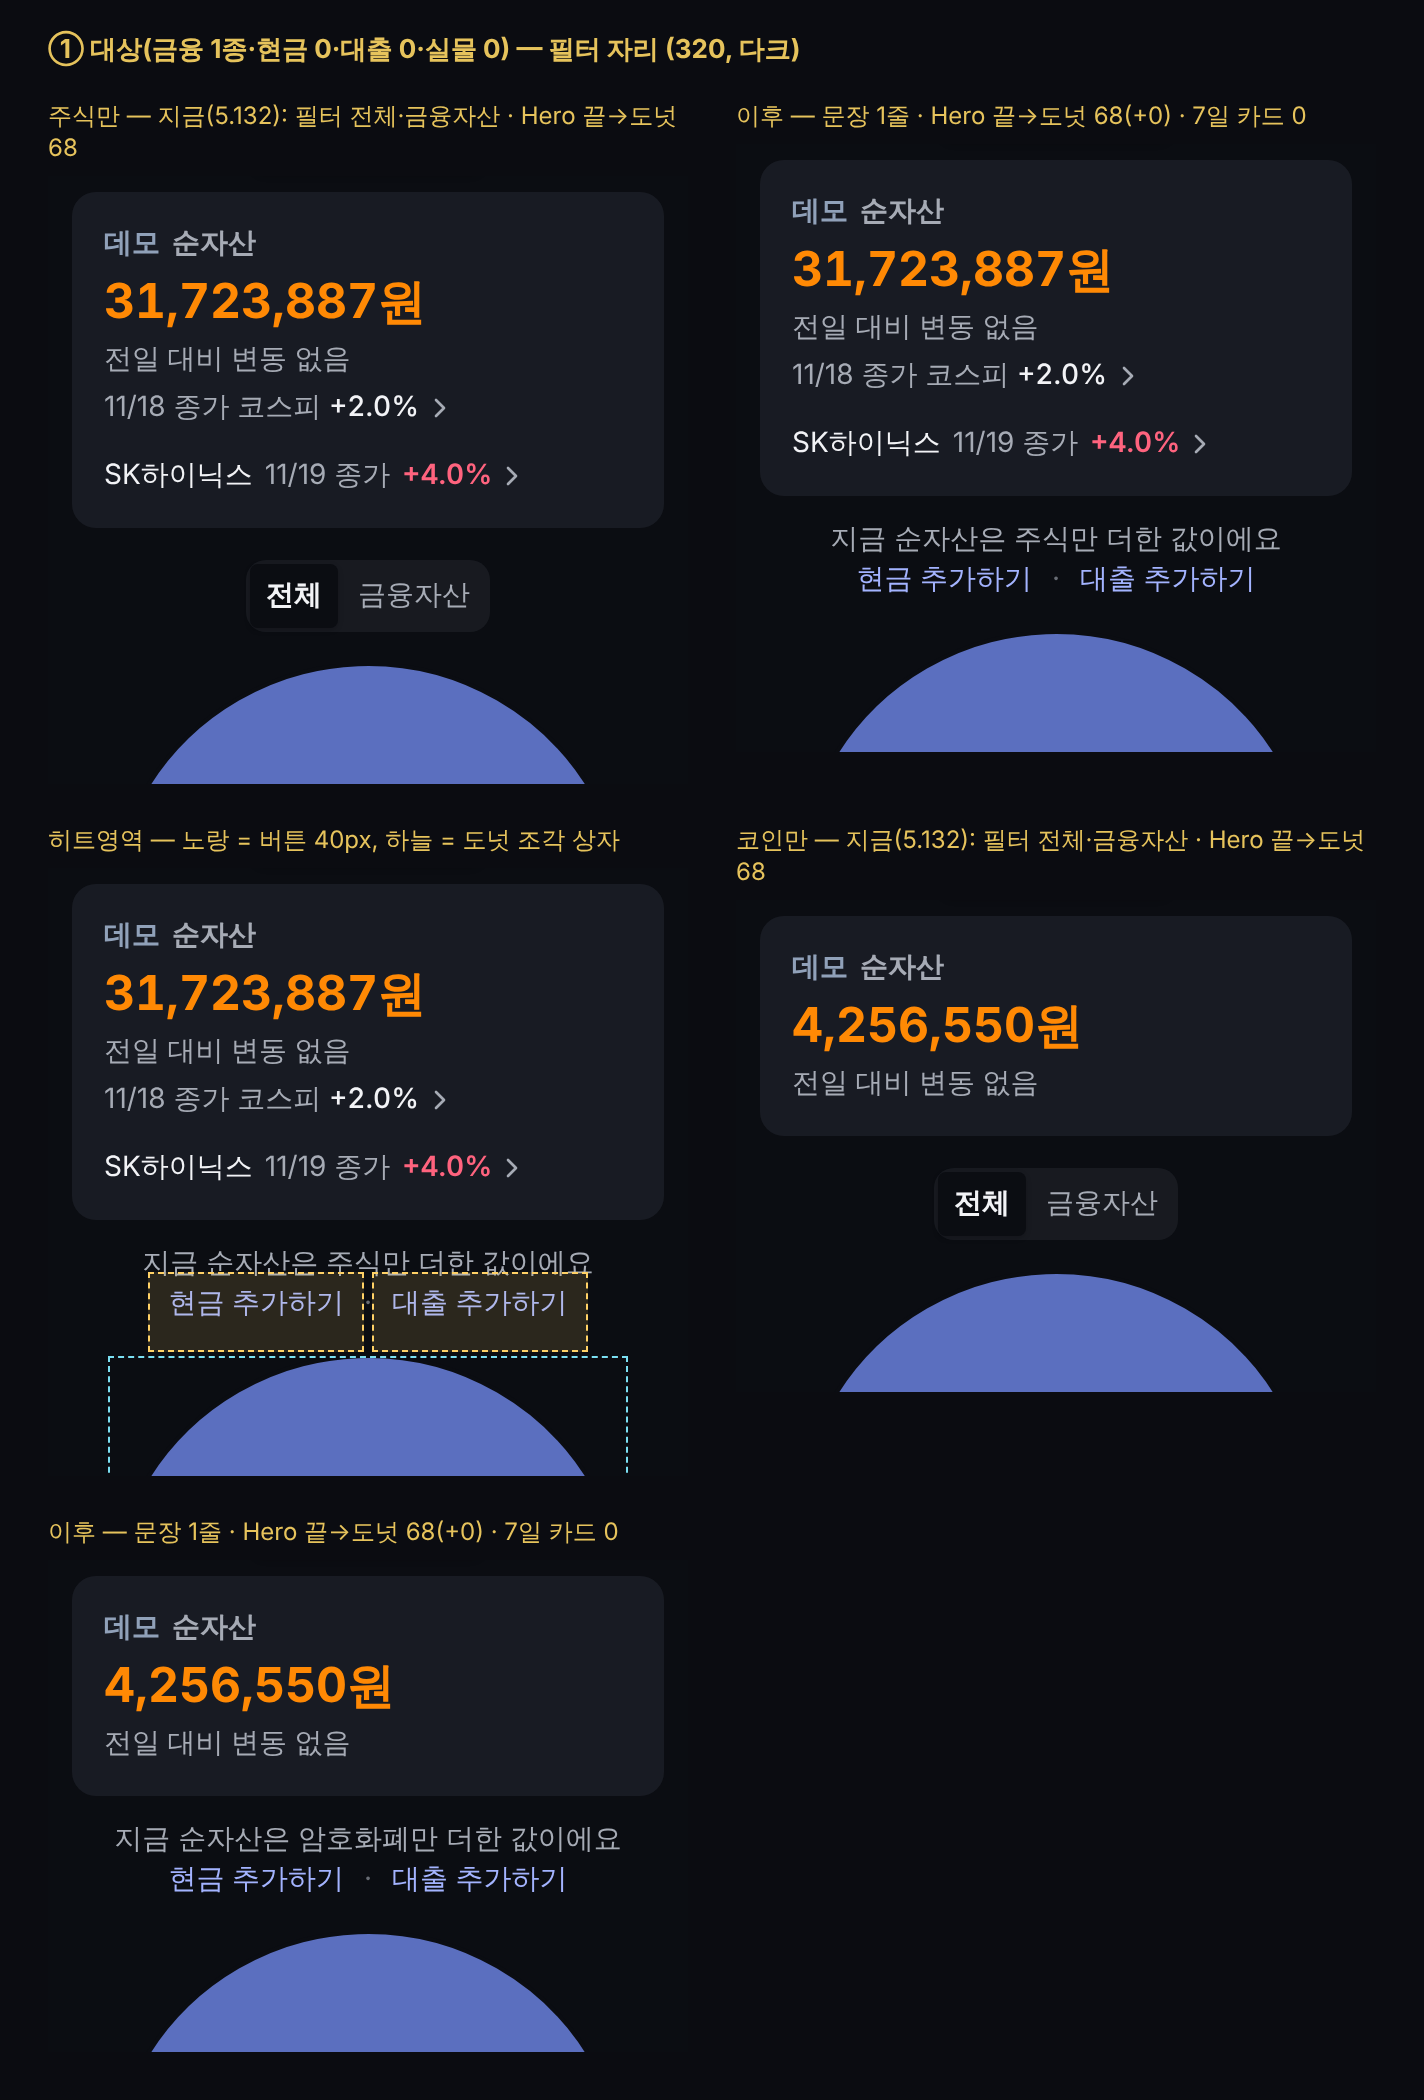 ① 대상(금융 1종·현금 0·대출 0·실물 0) — 필터 자리 (320, 다크)
주식만 — 지금(5.132): 필터 전체·금융자산 · Hero 끝→도넛
68
데모 순자산
31,723,887원
전일 대비 변동 없음
11/18 종가 코스피 +2.0% >
SK하이닉스 11/19 종가 +4.0% >
전체 금융자산
이후 — 문장 1줄 · Hero 끝→도넛 68(+0) · 7일 카드 0
데모 순자산
31,723,887원
전일 대비 변동 없음
11/18 종가 코스피 +2.0% >
SK하이닉스 11/19 종가 +4.0% >
지금 순자산은 주식만 더한 값이에요
현금 추가하기 · 대출 추가하기
히트영역 — 노랑 = 버튼 40px, 하늘 = 도넛 조각 상자
데모 순자산
31,723,887원
전일 대비 변동 없음
11/18 종가 코스피 +2.0% >
SK하이닉스 11/19 종가 +4.0% >
지금 순자산은 주식만 더한 값이에요
현금 추가하기 · 대출 추가하기
코인만 — 지금(5.132): 필터 전체·금융자산 · Hero 끝→도넛
68
데모 순자산
4,256,550원
전일 대비 변동 없음
전체 금융자산
이후 — 문장 1줄 · Hero 끝→도넛 68(+0) · 7일 카드 0
데모 순자산
4,256,550원
전일 대비 변동 없음
지금 순자산은 암호화폐만 더한 값이에요
현금 추가하기 · 대출 추가하기